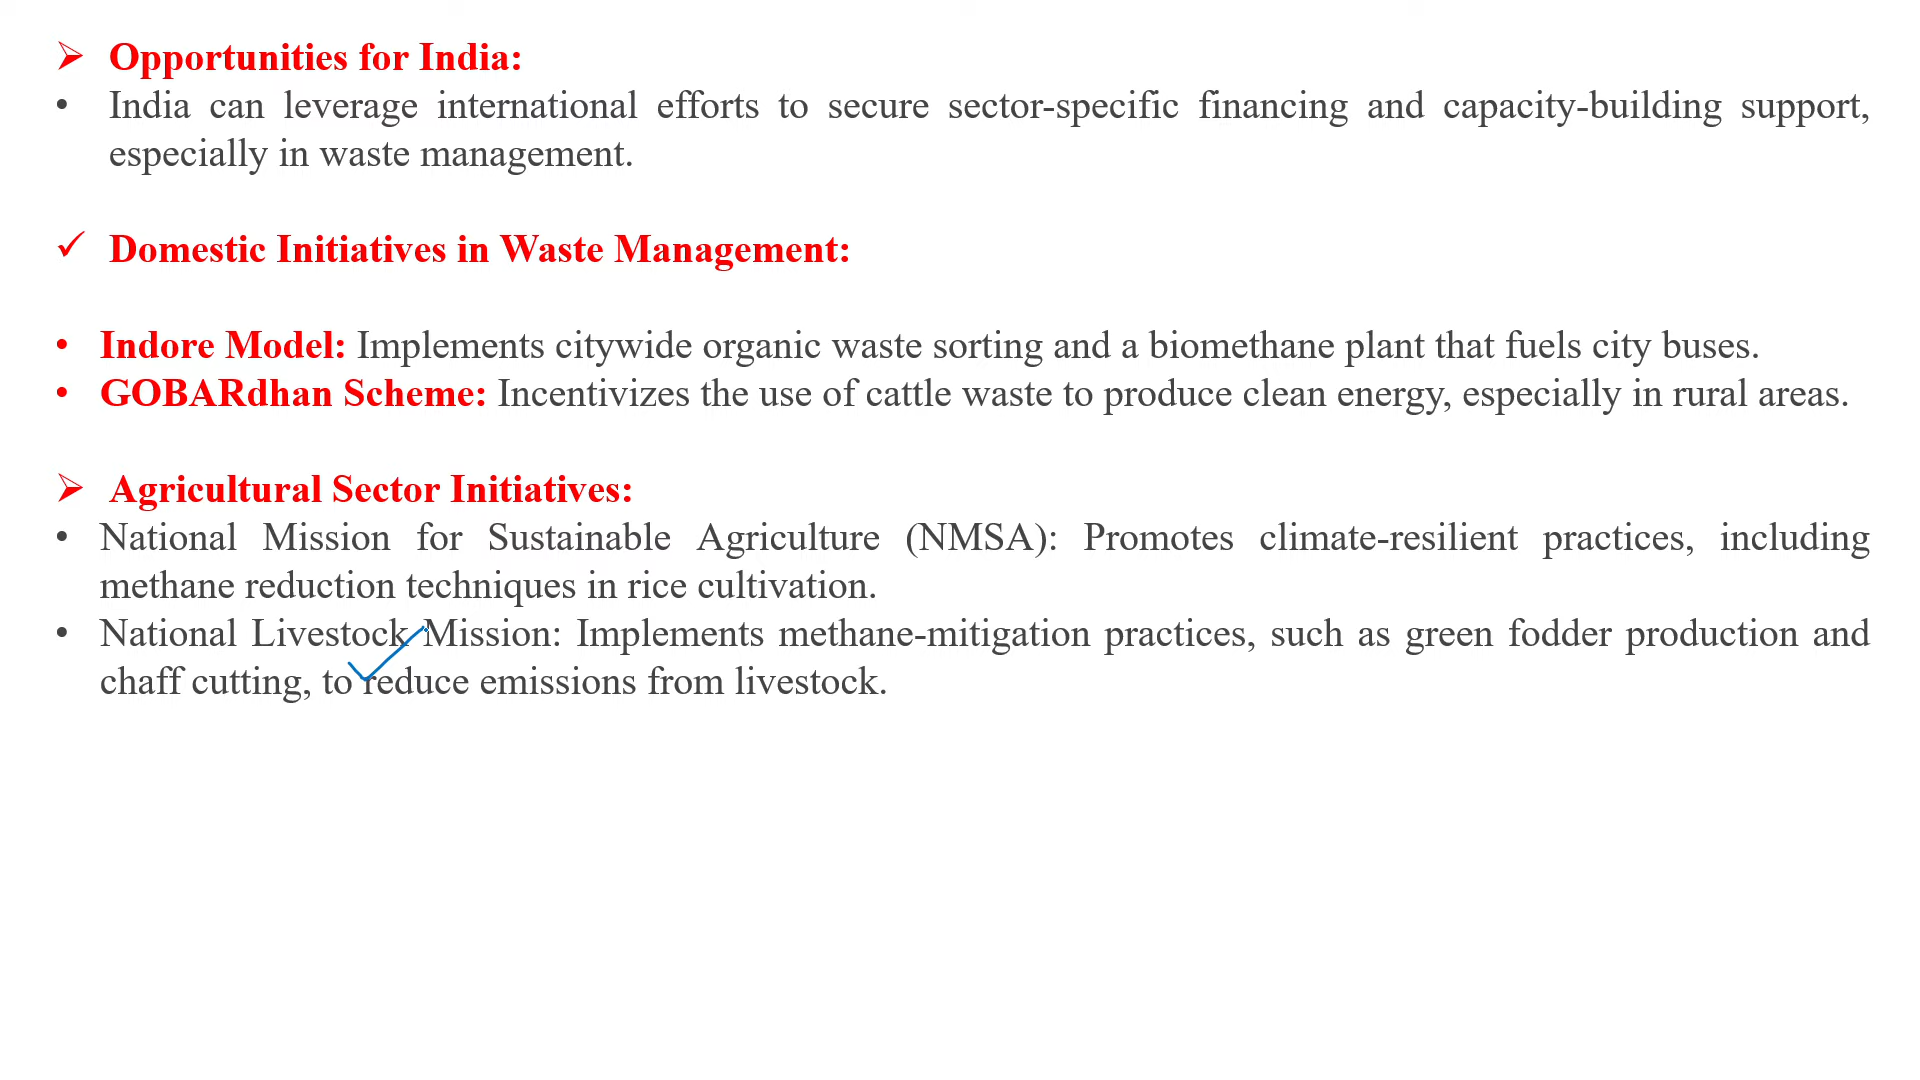 Opportunities for India:
• India can leverage international efforts to secure sector-specific financing and capacity-building support,
especially in waste management.
Domestic Initiatives in Waste Management:
• Indore Model: Implements citywide organic waste sorting and a biomethane plant that fuels city buses.
• GOBARdhan Scheme: Incentivizes the use of cattle waste to produce clean energy, especially in rural areas.
Agricultural Sector Initiatives:
• National Mission for Sustainable Agriculture (NMSA): Promotes climate-resilient practices, including
methane reduction techniques in rice cultivation.
• National Livestock Mission: Implements methane-mitigation practices, such as green fodder production and
chaff cutting, to reduce emissions from livestock.